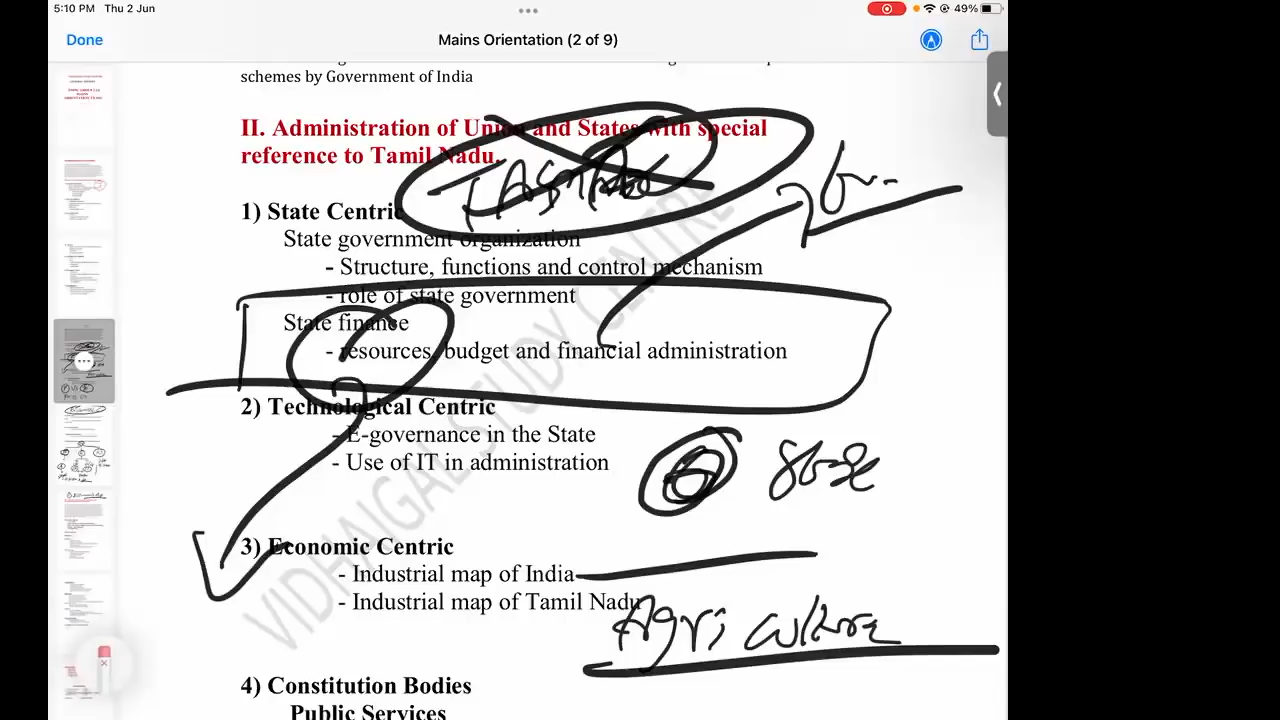 5:10 PM Thu 2 Jun
49%
Done
Mains Orientation (2 of 9)
schemes by Government of India
II. Administration of Union and States with special
reference to Tamil Nadu.
1) State Centric
State government organization
- Structure, functions and control mechanism
- role of state government
State finance
- resources, budget and financial administration
2) Technological Centric
- E-governance in the State
- Use of IT in administration
3) Economic Centric
- Industrial map of India
- Industrial map of Tamil Nadu
Agri culture
4) Constitution Bodies
Public Services
VIDHANGAL STUDY CENTRE